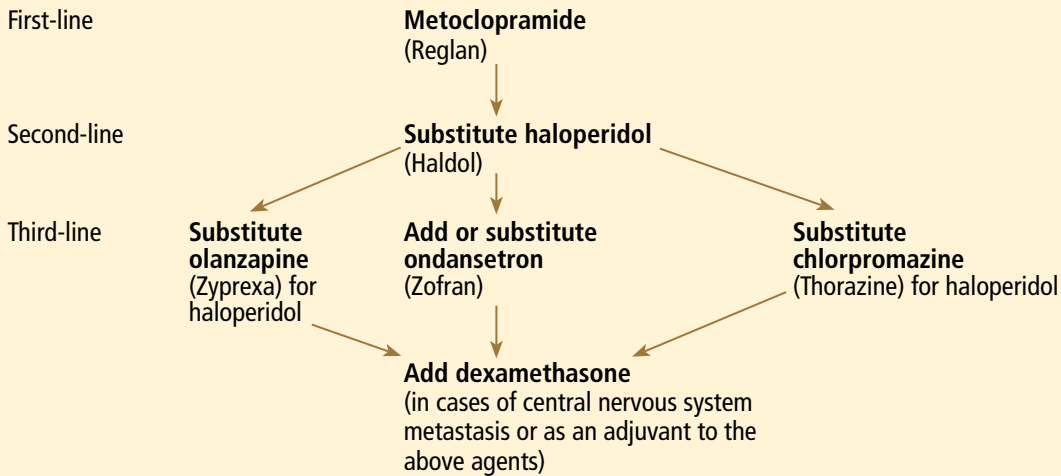 First-line
Metoclopramide
(Reglan)
Second-line
Substitute haloperidol
(Haldol)
Third-line
Substitute
olanzapine
(Zyprexa) for
haloperidol
Add or substitute
ondansetron
(Zofran)
Substitute
chlorpromazine
(Thorazine) for haloperidol
Add dexamethasone
(in cases of central nervous system
metastasis or as an adjuvant to the
above agents)